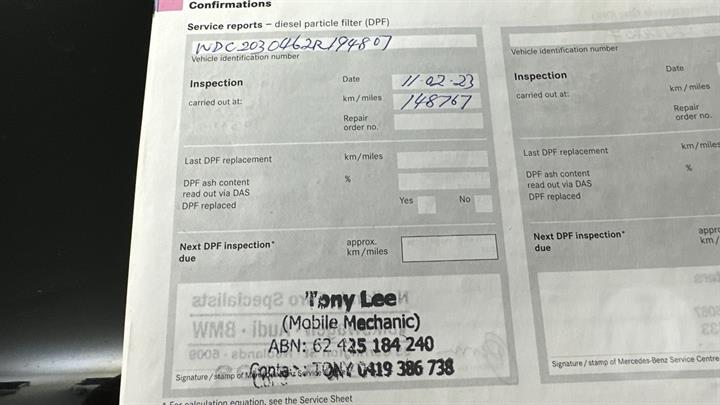 Confirmations
Service reports – diesel particle filter (DPF)
WDC2030462R194807
Vehicle identification number
Vehicle identification number
Inspection
Date
11-02-23
carried out at:
km/miles
148767
Repair
order no.
Inspection
Date
carried out at:
km/miles
Repair
order no.
Last DPF replacement
km/miles
DPF ash content
read out via DAS
%
DPF replaced
Yes
No
Last DPF replacement
km/miles
DPF ash content
read out via DAS
%
DPF replaced
Next DPF inspection*
due
approx.
km/miles
Next DPF inspection*
due
Tony Lee
(Mobile Mechanic)
ABN: 62 425 184 240
Contact: TONY 0419 386 738
Signature/stamp of
Signature/stamp of Mercedes-Benz Service Centre
* For calculation equation, see the Service Sheet